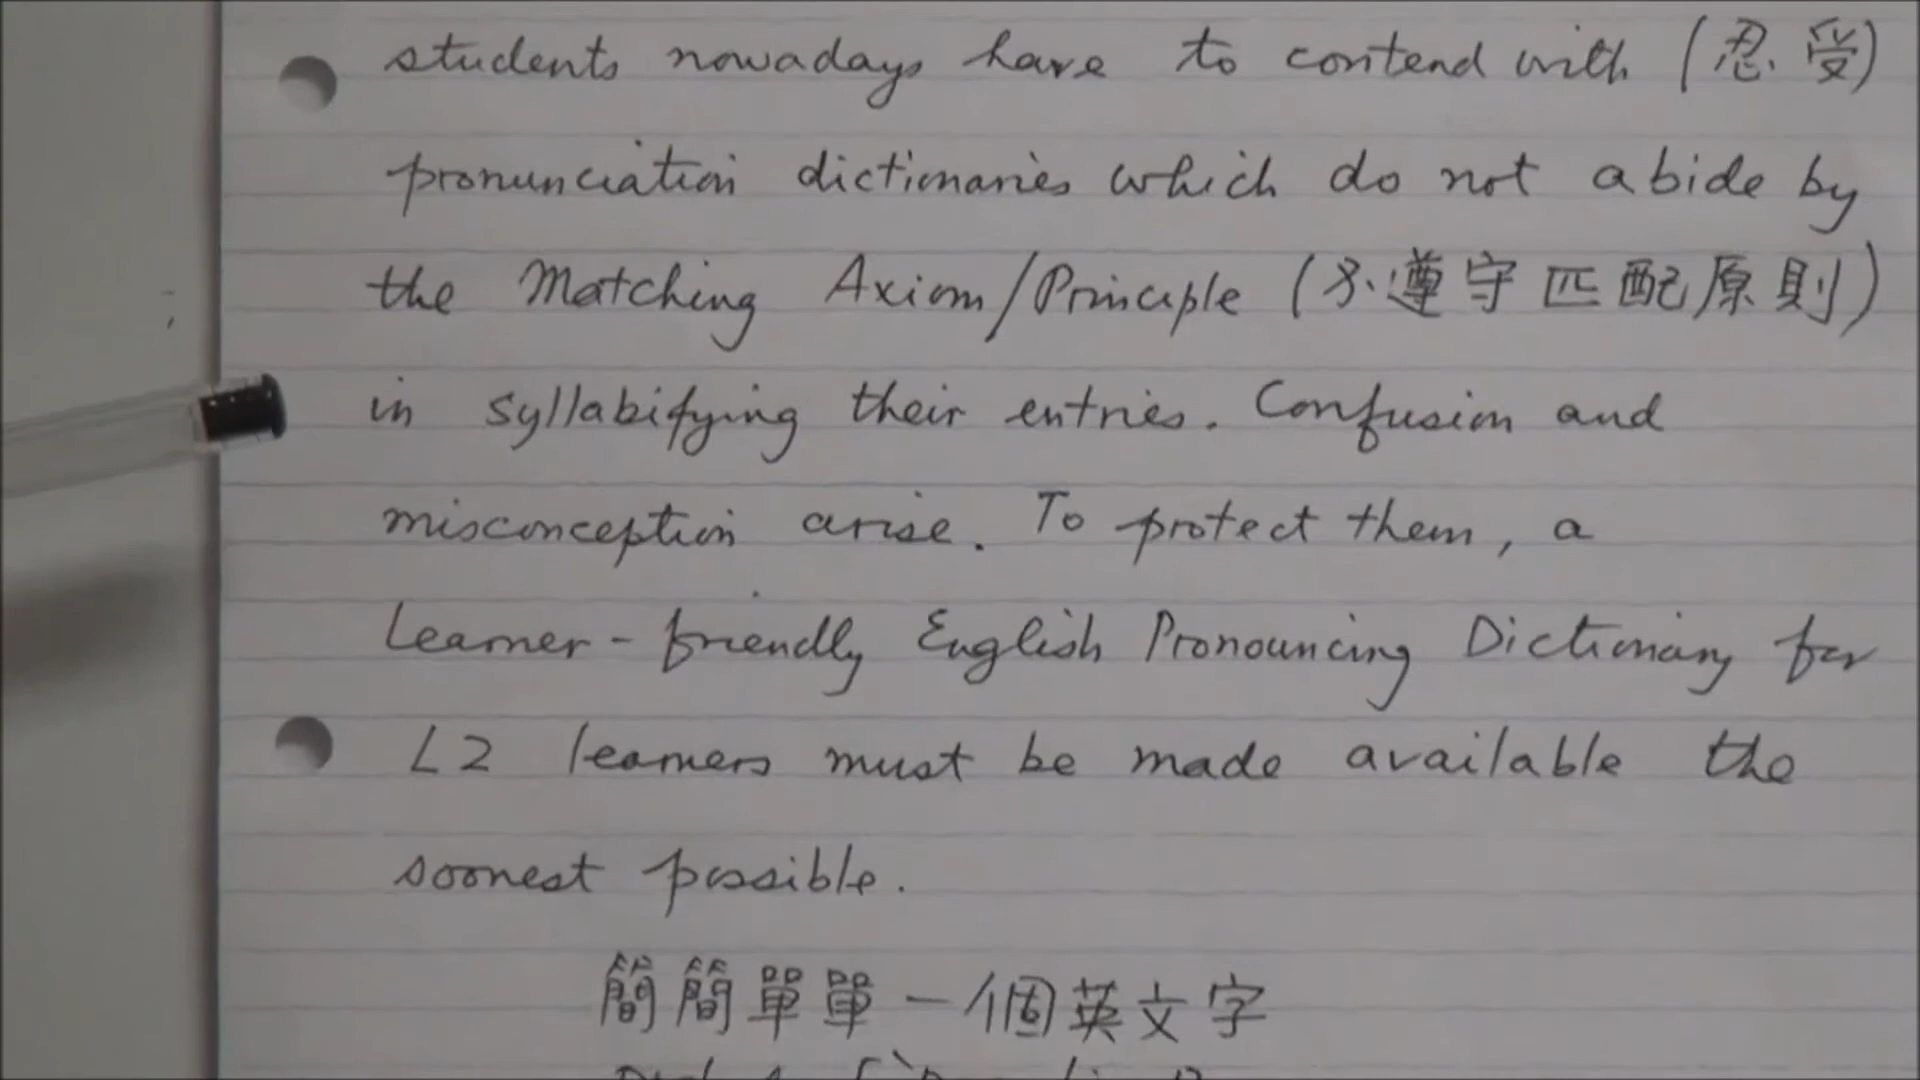 students nowadays have to contend with (忍受)
pronunciation dictionaries which do not abide by
the Matching Axiom/Principle (不遵守匹配原則)
in syllabifying their entries. Confusion and
misconception arise. To protect them, a
Learner-friendly English Pronouncing Dictionary for
L2 learners must be made available the
soonest possible.
簡簡單單一個英文字